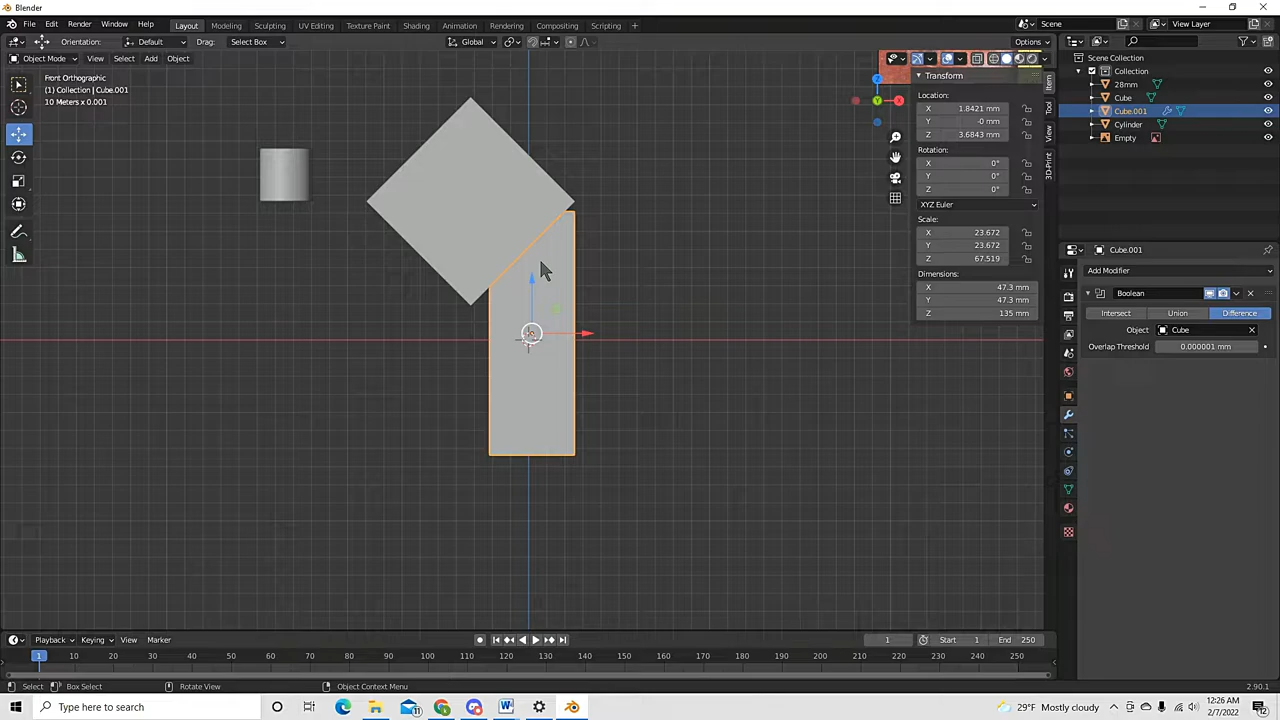 Blender
File Edit Render Window Help Layout Modeling Sculpting UV Editing Texture Paint Shading Animation Rendering Compositing Scripting + Scene View Layer
Orientation: Default Drag: Select Box Global Options
Object Mode View Select Add Object
Front Orthographic
(1) Collection | Cube.001
10 Meters x 0.001
Z
Y
X
Transform
Location:
X 1.8421 mm
Y -0 mm
Z 3.6843 mm
Rotation:
X 0°
Y 0°
Z 0°
XYZ Euler
Scale:
X 23.672
Y 23.672
Z 67.519
Dimensions:
X 47.3 mm
Y 47.3 mm
Z 135 mm
Item
Tool
View
3D-Print
Scene Collection
Collection
28mm
Cube
Cube.001
Cylinder
Empty
Cube.001
Add Modifier
Boolean
Intersect Union Difference
Object Cube
Overlap Threshold 0.000001 mm
Playback Keying View Marker 1 Start 1 End 250
1 10 20 30 40 50 60 70 80 90 100 110 120 130 140 150 160 170 180 190 200 210 220 230 240 250
Select Box Select Rotate View Object Context Menu 2.90.1
Type here to search 29°F Mostly cloudy 12:26 AM
2/7/2022